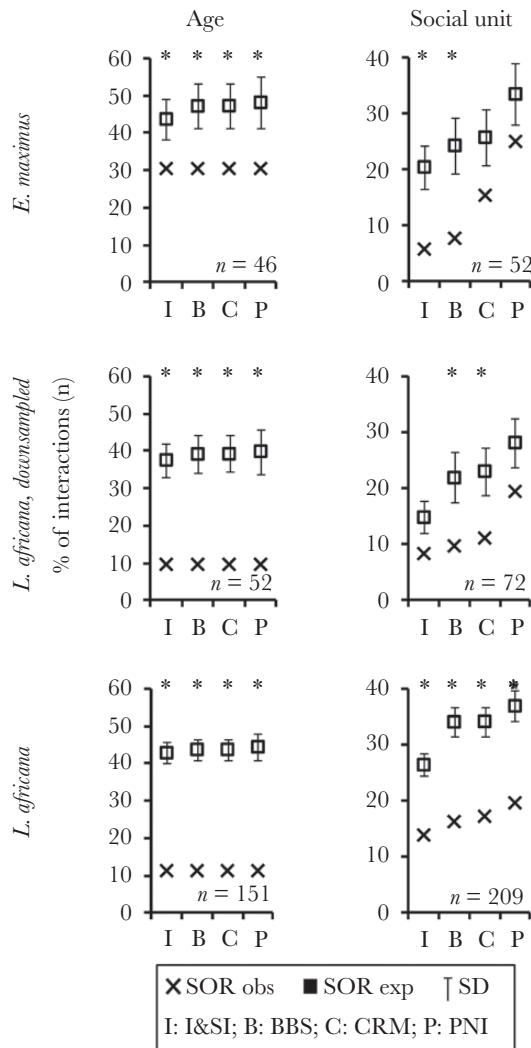 Age
Social unit
E. maximus
60
50
40
30
20
10
0
* * * *
n = 46
I B C P
40
30
20
10
0
* *
n = 52
I B C P
L. africana, downsampled
% of interactions (n)
60
50
40
30
20
10
0
* * * *
n = 52
I B C P
40
30
20
10
0
* *
n = 72
I B C P
L. africana
60
50
40
30
20
10
0
* * * *
n = 151
I B C P
40
30
20
10
0
* * * *
n = 209
I B C P
SOR obs SOR exp SD
I: I&SI; B: BBS; C: CRM; P: PNI